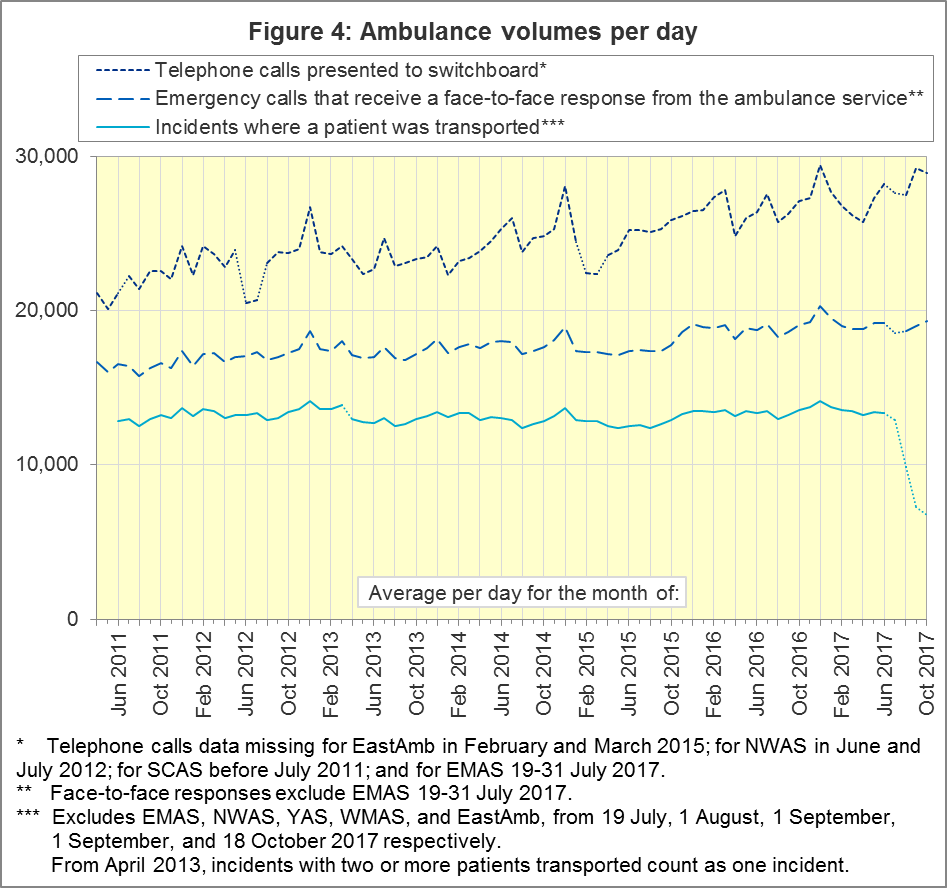 Figure 4: Ambulance volumes per day
Telephone calls presented to switchboard*
Emergency calls that receive a face-to-face response from the ambulance service**
Incidents where a patient was transported***
30,000
20,000
10,000
0
Average per day for the month of:
Jun 2011
Oct 2011
Feb 2012
Jun 2012
Oct 2012
Feb 2013
Jun 2013
Oct 2013
Feb 2014
Jun 2014
Oct 2014
Feb 2015
Jun 2015
Oct 2015
Feb 2016
Jun 2016
Oct 2016
Feb 2017
Jun 2017
Oct 2017
* Telephone calls data missing for EastAmb in February and March 2015; for NWAS in June and
July 2012; for SCAS before July 2011; and for EMAS 19-31 July 2017.
** Face-to-face responses exclude EMAS 19-31 July 2017.
*** Excludes EMAS, NWAS, YAS, WMAS, and EastAmb, from 19 July, 1 August, 1 September,
1 September, and 18 October 2017 respectively.
From April 2013, incidents with two or more patients transported count as one incident.